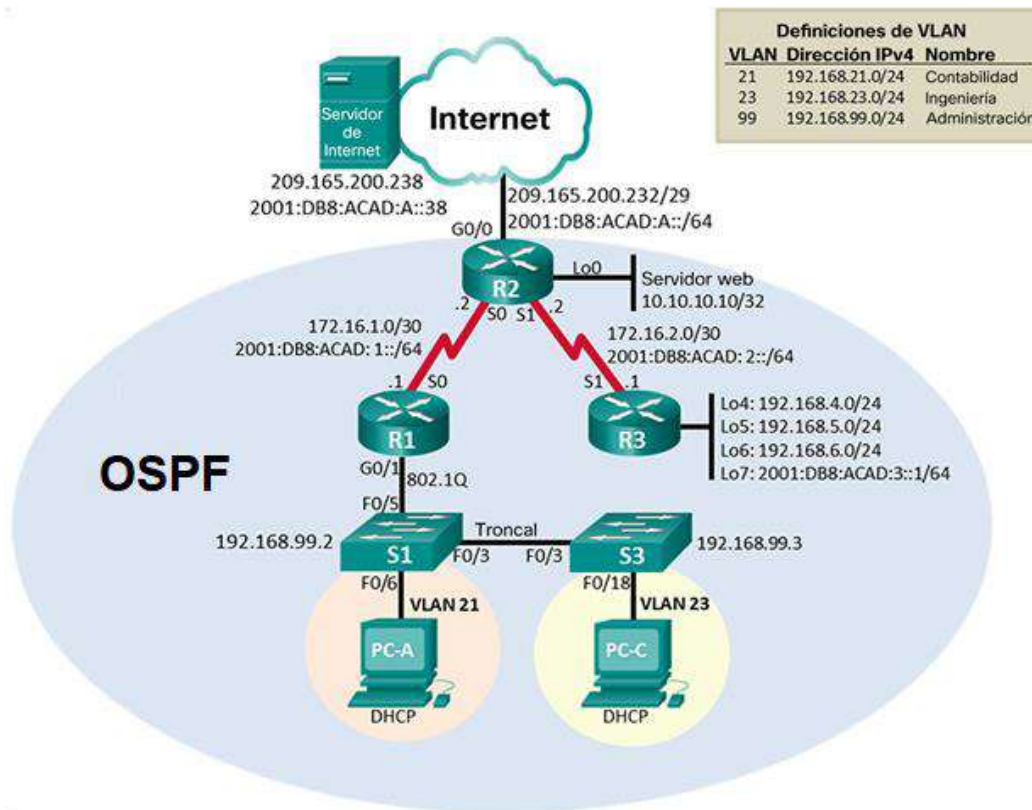 Definiciones de VLAN
VLAN Dirección IPv4 Nombre
21 192.168.21.0/24 Contabilidad
23 192.168.23.0/24 Ingeniería
99 192.168.99.0/24 Administración
Servidor
de
Internet
Internet
209.165.200.238
2001:DB8:ACAD:A::38
209.165.200.232/29
2001:DB8:ACAD:A::/64
G0/0
R2
Lo0
Servidor web
10.10.10.10/32
.2
S0
S1
.2
172.16.1.0/30
2001:DB8:ACAD: 1::/64
172.16.2.0/30
2001:DB8:ACAD: 2::/64
.1
S0
S1
.1
R1
R3
Lo4: 192.168.4.0/24
Lo5: 192.168.5.0/24
Lo6: 192.168.6.0/24
Lo7: 2001:DB8:ACAD:3::1/64
OSPF
G0/1
802.1Q
F0/5
192.168.99.2
S1
Troncal
F0/3
F0/3
S3
192.168.99.3
F0/6
F0/18
VLAN 21
VLAN 23
PC-A
PC-C
DHCP
DHCP